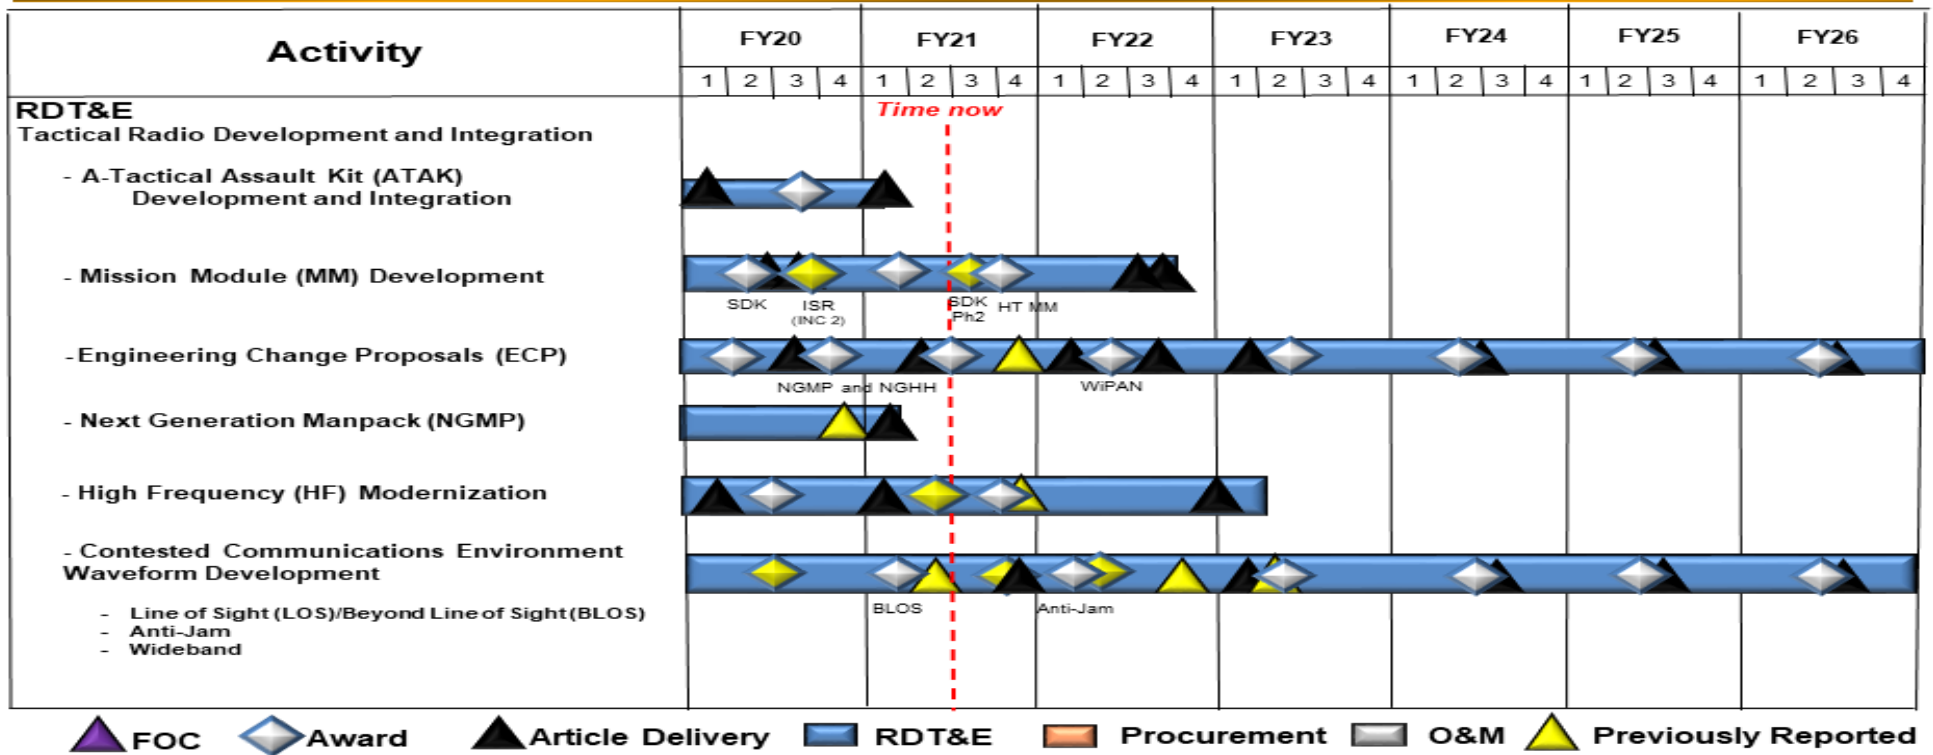 Activity
FY20 FY21 FY22 FY23 FY24 FY25 FY26
1 2 3 4 1 2 3 4 1 2 3 4 1 2 3 4 1 2 3 4 1 2 3 4 1 2 3 4
RDT&E
Time now
Tactical Radio Development and Integration
- A-Tactical Assault Kit (ATAK)
Development and Integration
- Mission Module (MM) Development
SDK ISR SDK HT MM
(INC 2) Ph2
-Engineering Change Proposals (ECP)
NGMP and NGHH WiPAN
- Next Generation Manpack (NGMP)
- High Frequency (HF) Modernization
- Contested Communications Environment
Waveform Development
BLOS Anti-Jam
- Line of Sight (LOS)/Beyond Line of Sight (BLOS)
- Anti-Jam
- Wideband
FOC Award Article Delivery RDT&E Procurement O&M Previously Reported